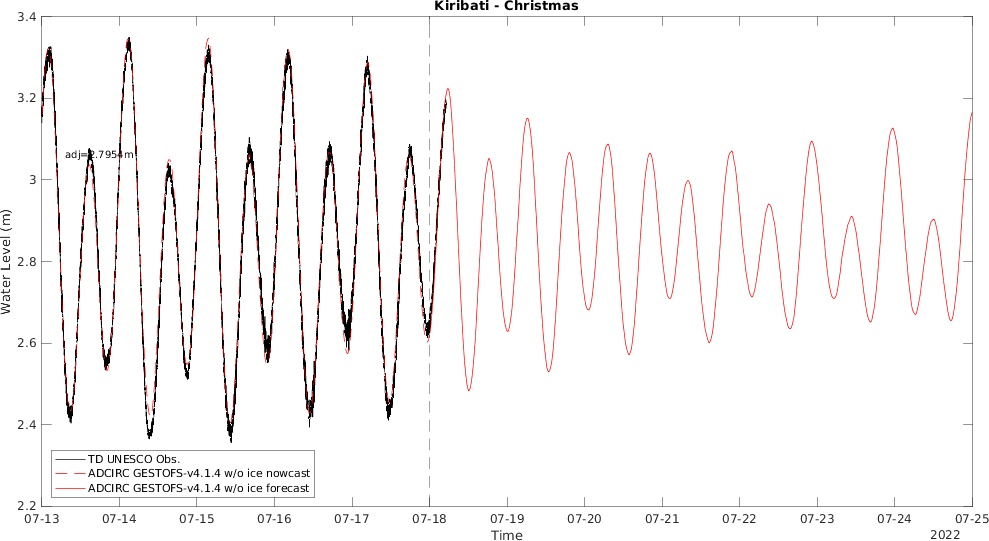 Kiribati - Christmas
3.4
3.2
3
2.8
2.6
2.4
2.2
Water Level (m)
adj=2.7954m
TD UNESCO Obs.
ADCIRC GESTOFS-v4.1.4 w/o ice nowcast
ADCIRC GESTOFS-v4.1.4 w/o ice forecast
07-13 07-14 07-15 07-16 07-17 07-18 07-19 07-20 07-21 07-22 07-23 07-24 07-25
Time
2022